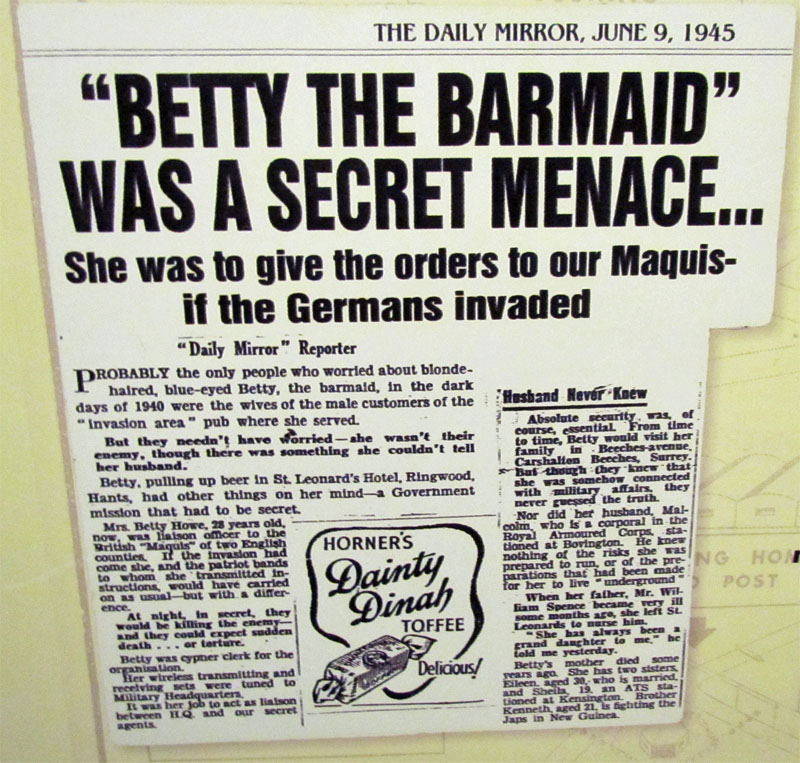 THE DAILY MIRROR, JUNE 9, 1945
“BETTY THE BARMAID”
WAS A SECRET MENACE...
She was to give the orders to our Maquis-
if the Germans invaded
“Daily Mirror” Reporter
PROBABLY the only people who worried about blonde-
haired, blue-eyed Betty, the barmaid, in the dark
days of 1940 were the wives of the male customers of the
“invasion area” pub where she served.
But they needn't have worried—she wasn't their
enemy, though there was something she couldn't tell
her husband.
Betty, pulling up beer in St. Leonard's Hotel, Ringwood,
Hants, had other things on her mind—a Government
mission that had to be secret.
Mrs. Betty Howe, 28 years old,
now, was liaison officer to the
British “Maquis” of two English
counties. If the invasion had
come she, and the patriot bands
to whom she transmitted in-
structions, would have carried
on as usual—but with a differ-
ence.
At night, in secret, they
would be killing the enemy—
and they could expect sudden
death . . . or torture.
Betty was cypher clerk for the
organisation.
Her wireless transmitting and
receiving sets were tuned to
Military Headquarters.
It was her job to act as liaison
between H.Q. and our secret
agents.
HORNER'S
Dainty
Dinah
TOFFEE
Delicious!
Husband Never Knew
Absolute security was, of
course, essential. From time
to time, Betty would visit her
family in Beeches-avenue,
Carshalton Beeches, Surrey.
But though they knew that
she was somehow connected
with military affairs, they
never guessed the truth.
Nor did her husband, Mal-
colm, who is a corporal in the
Royal Armoured Corps, sta-
tioned at Bovington. He knew
nothing of the risks she was
prepared to run, or of the pre-
parations that had been made
for her to live “underground”
When her father, Mr. Wil-
liam Spence became very ill
some months ago, she left St.
Leonards to nurse him.
“She has always been a
grand daughter to me,” he
told me yesterday.
Betty's mother died some
years ago. She has two sisters,
Eileen, aged 30, who is married,
and Sheila, 19, an ATS sta-
tioned at Kensington. Brother
Kenneth, aged 21, is fighting the
Japs in New Guinea.
NG HOM
POST